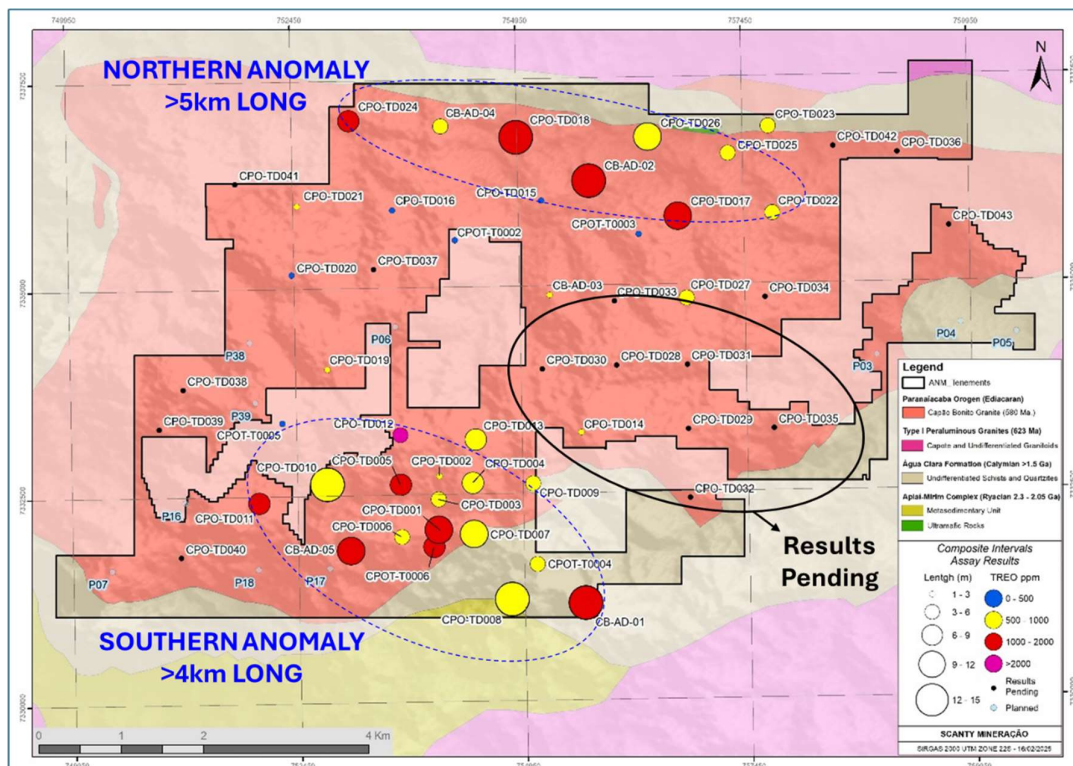 749950
752450
754950
757450
759950
NORTHERN ANOMALY
>5km LONG
N
7337500
CPO-TD024
CB-AD-04
CPO-TD018
CPO-TD026
CPO-TD023
CPO-TD042
CPO-TD036
CPO-TD025
CB-AD-02
CPO-TD041
CPO-TD021
CPO-TD016
CPO-TD015
CPO-TD017
CPO-TD022
CPO-TD043
CPOT-T0002
CPOT-T0003
CPO-TD020
CPO-TD037
CB-AD-03
CPO-TD033
CPO-TD027
CPO-TD034
P06
P38
P04
P05
P03
CPO-TD019
CPO-TD030
CPO-TD028
CPO-TD031
CPO-TD038
P39
CPO-TD039
CPOT-T0005
CPO-TD012
CPO-TD013
CPO-TD014
CPO-TD029
CPO-TD035
CPO-TD010
CPO-TD005
CPO-TD002
CPO-TD004
CPO-TD009
CPO-TD032
7332500
P16
CPO-TD011
CPO-TD001
CPO-TD003
CPO-TD006
CPO-TD007
CPO-TD040
CB-AD-05
CPOT-T0006
CPOT-T0004
P07
P18
P17
CPO-TD008
CB-AD-01
Results
Pending
SOUTHERN ANOMALY
>4km LONG
7330000
Legend
ANM_Tenements
Paranaíacaba Orogen (Ediacaran)
Capão Bonito Granite (580 Ma.)
Type I Peraluminous Granites (623 Ma)
Capote and Undifferentiated Granitoids
Água Clara Formation (Calymian >1.5 Ga)
Undifferentiated Schists and Quartzites
Apiaí-Mirim Complex (Ryacian 2.3 - 2.05 Ga)
Metasedimentary Unit
Ultramafic Rocks
Composite Intervals
Assay Results
Lentgh (m)
TREO ppm
1 - 3
0 - 500
3 - 6
500 - 1000
6 - 9
1000 - 2000
9 - 12
>2000
12 - 15
Results
Pending
Planned
SCANTY MINERAÇÃO
SIRGAS 2000 UTM ZONE 22S - 16/02/2025
0
1
2
4 Km